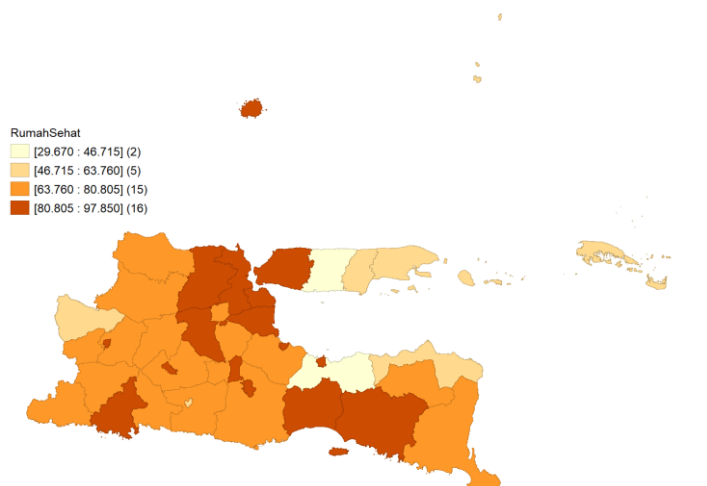 RumahSehat
[29.670 : 46.715] (2)
[46.715 : 63.760] (5)
[63.760 : 80.805] (15)
[80.805 : 97.850] (16)